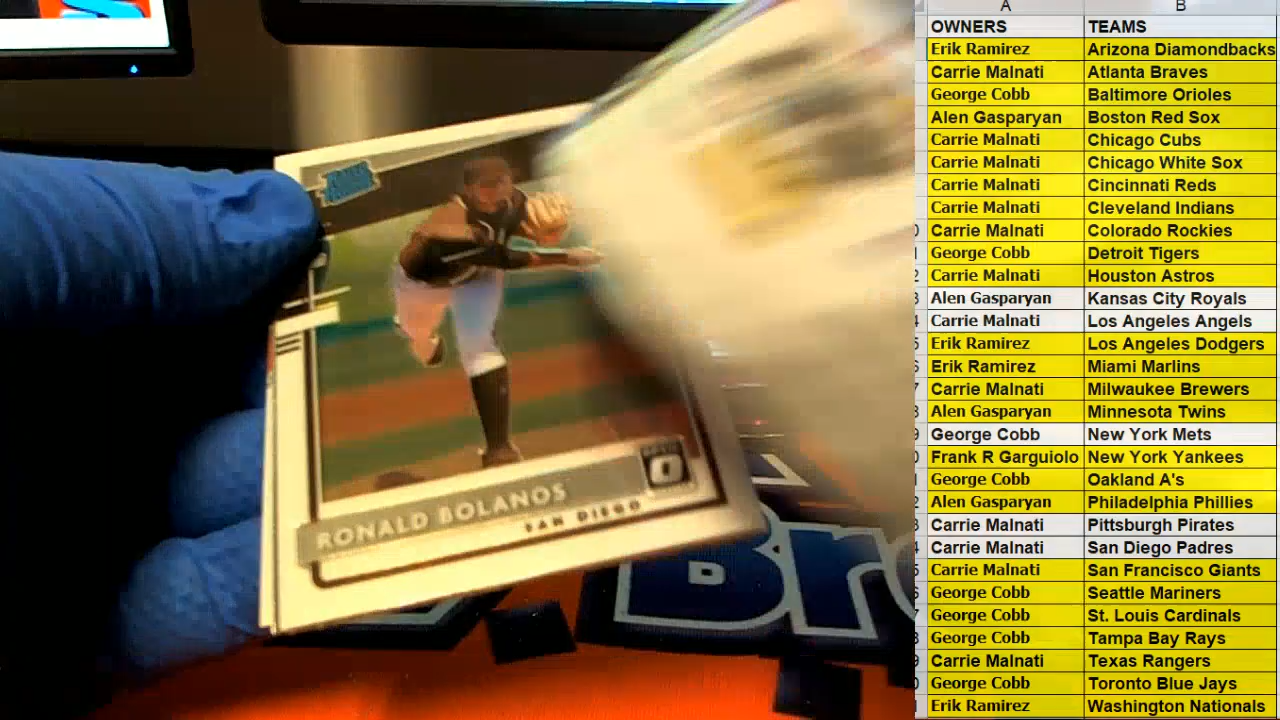 RONALD BOLANOS
SAN DIEGO
Br
A B
OWNERS TEAMS
Erik Ramirez Arizona Diamondbacks
Carrie Malnati Atlanta Braves
George Cobb Baltimore Orioles
Alen Gasparyan Boston Red Sox
Carrie Malnati Chicago Cubs
Carrie Malnati Chicago White Sox
Carrie Malnati Cincinnati Reds
Carrie Malnati Cleveland Indians
Carrie Malnati Colorado Rockies
George Cobb Detroit Tigers
Carrie Malnati Houston Astros
Alen Gasparyan Kansas City Royals
Carrie Malnati Los Angeles Angels
Erik Ramirez Los Angeles Dodgers
Erik Ramirez Miami Marlins
Carrie Malnati Milwaukee Brewers
Alen Gasparyan Minnesota Twins
George Cobb New York Mets
Frank R Garguiolo New York Yankees
George Cobb Oakland A's
Alen Gasparyan Philadelphia Phillies
Carrie Malnati Pittsburgh Pirates
Carrie Malnati San Diego Padres
Carrie Malnati San Francisco Giants
George Cobb Seattle Mariners
George Cobb St. Louis Cardinals
George Cobb Tampa Bay Rays
Carrie Malnati Texas Rangers
George Cobb Toronto Blue Jays
Erik Ramirez Washington Nationals